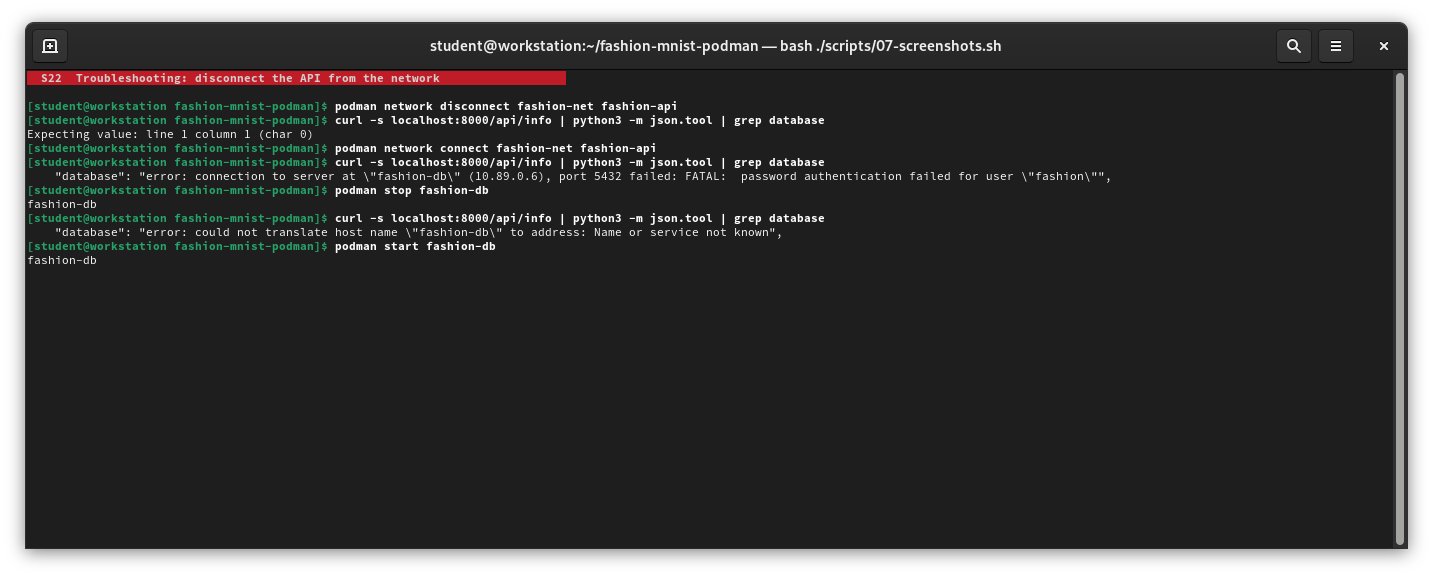 student@workstation:~/fashion-mnist-podman — bash ./scripts/07-screenshots.sh
S22  Troubleshooting: disconnect the API from the network
[student@workstation fashion-mnist-podman]$ podman network disconnect fashion-net fashion-api
[student@workstation fashion-mnist-podman]$ curl -s localhost:8000/api/info | python3 -m json.tool | grep database
Expecting value: line 1 column 1 (char 0)
[student@workstation fashion-mnist-podman]$ podman network connect fashion-net fashion-api
[student@workstation fashion-mnist-podman]$ curl -s localhost:8000/api/info | python3 -m json.tool | grep database
    "database": "error: connection to server at \"fashion-db\" (10.89.0.6), port 5432 failed: FATAL:  password authentication failed for user \"fashion\"",
[student@workstation fashion-mnist-podman]$ podman stop fashion-db
fashion-db
[student@workstation fashion-mnist-podman]$ curl -s localhost:8000/api/info | python3 -m json.tool | grep database
    "database": "error: could not translate host name \"fashion-db\" to address: Name or service not known",
[student@workstation fashion-mnist-podman]$ podman start fashion-db
fashion-db